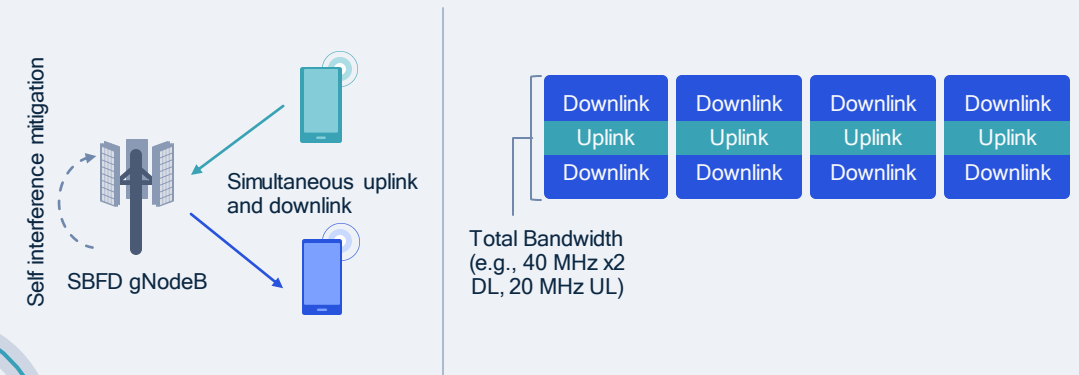 Self interference mitigation
SBFD gNodeB
Simultaneous uplink
and downlink
Downlink Downlink Downlink Downlink
Uplink Uplink Uplink Uplink
Downlink Downlink Downlink Downlink
Total Bandwidth
(e.g., 40 MHz x2
DL, 20 MHz UL)